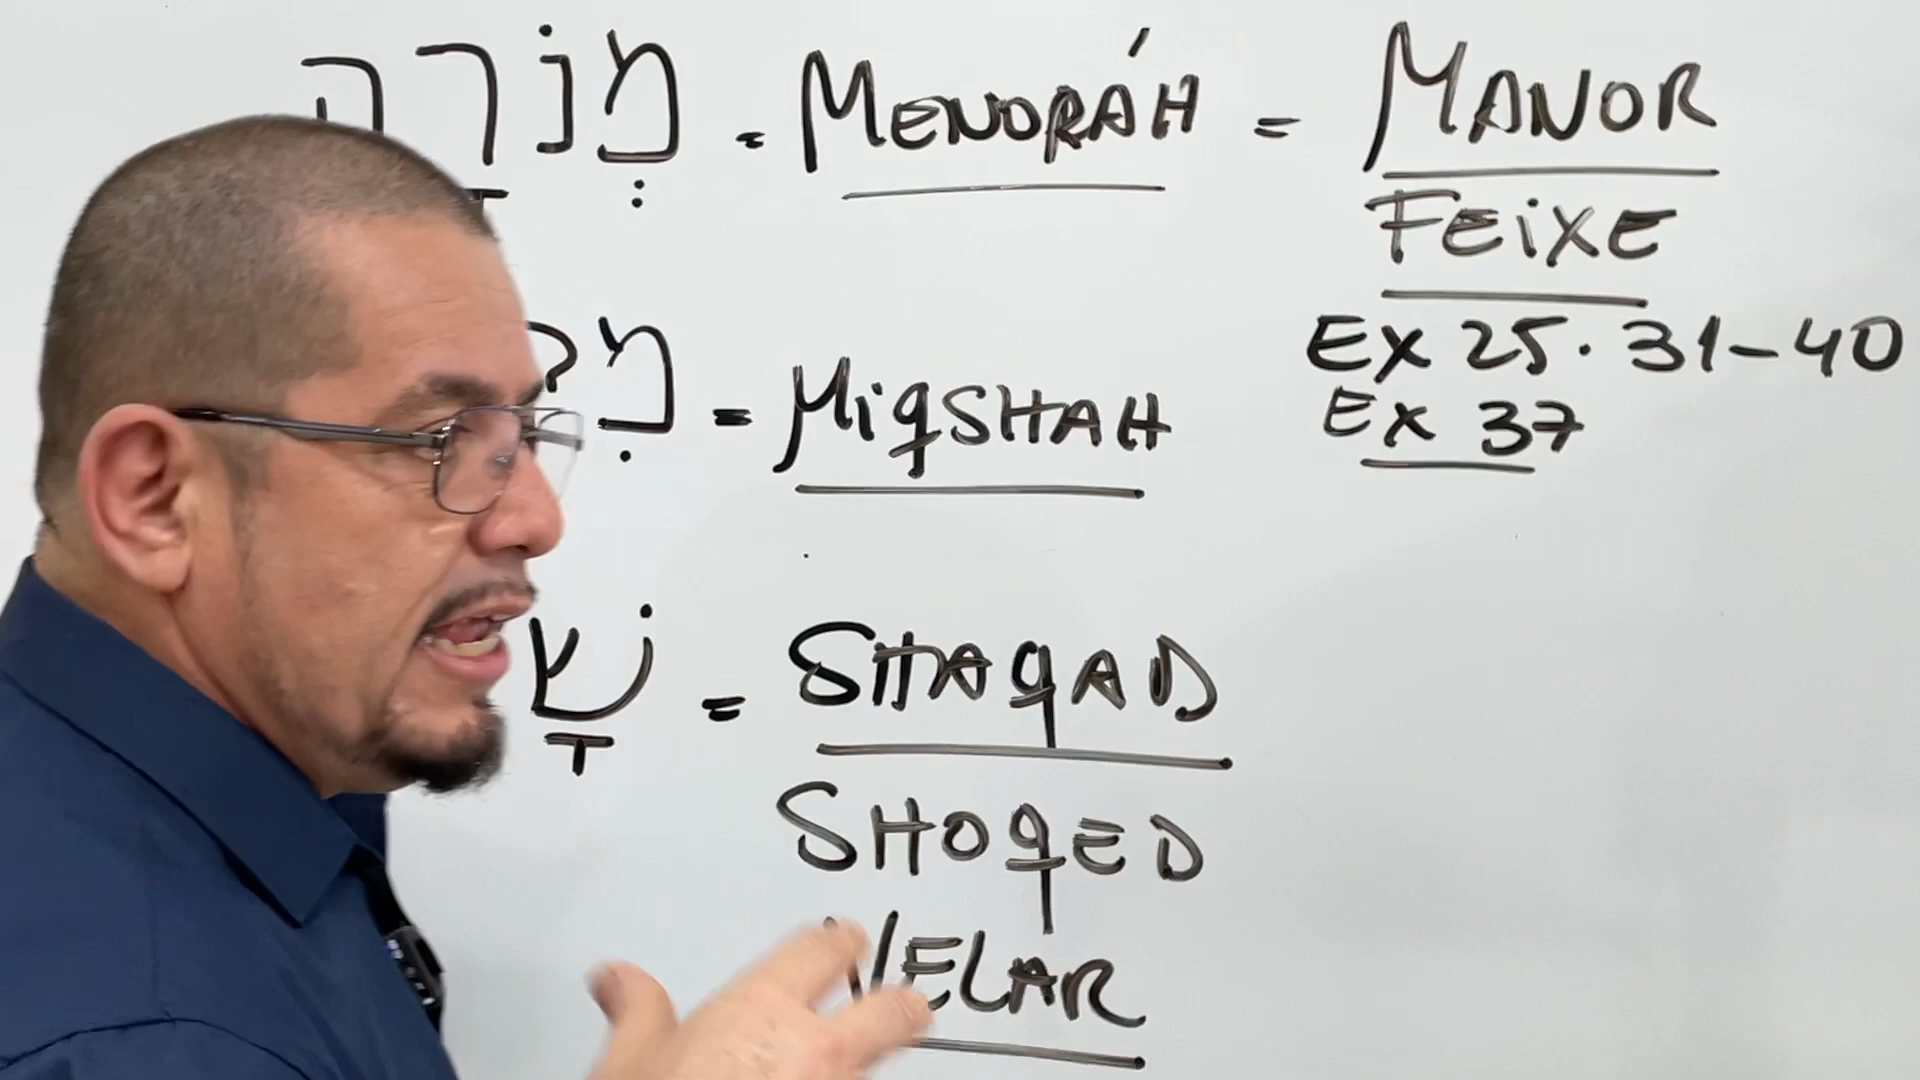 מְנֹרָה = MENORÁH = MANOR
FEIXE
EX 25. 31-40
= MIQSHAH
EX 37
= SHAQAD
SHOQED
VELAR